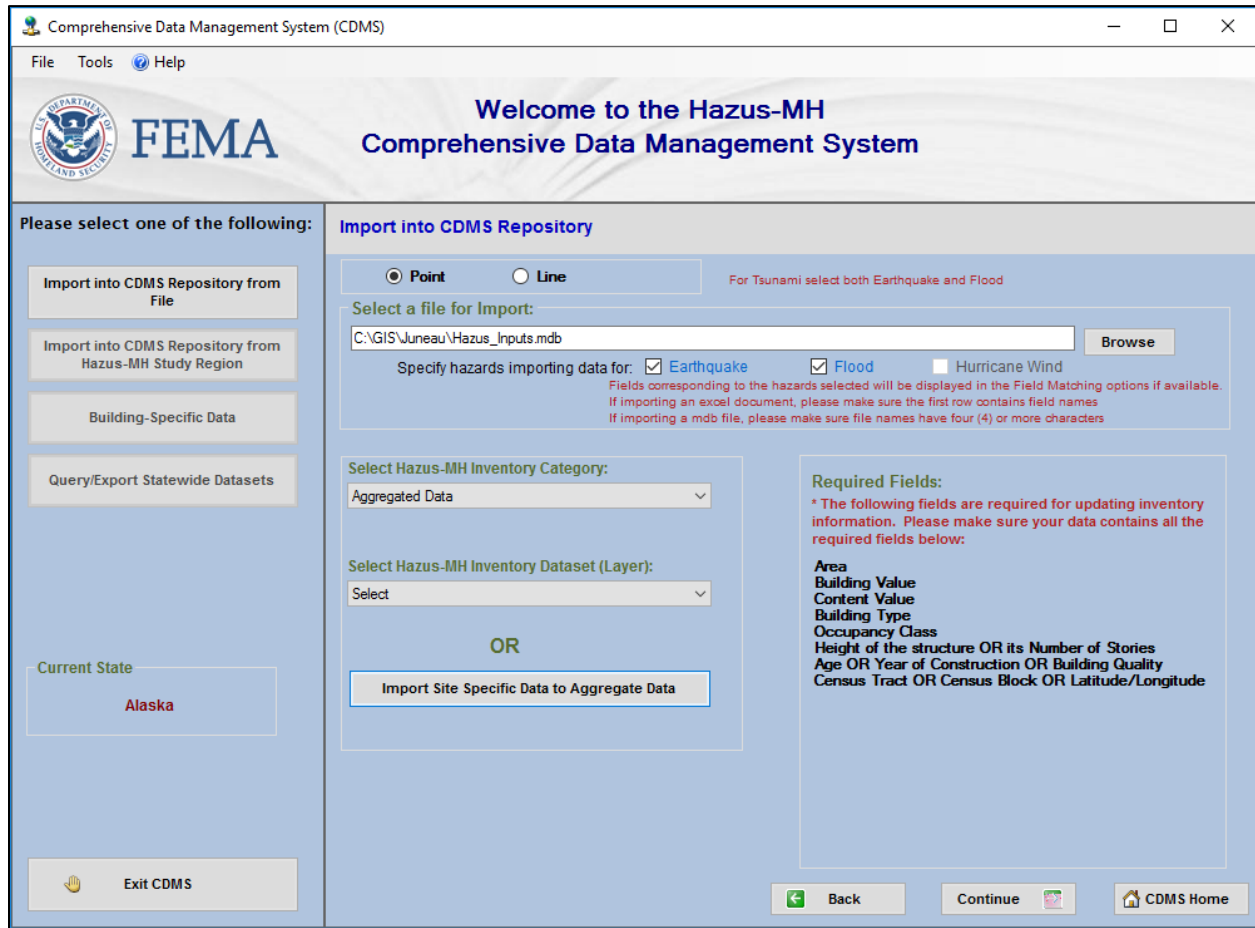 Comprehensive Data Management System (CDMS)
File Tools Help
U.S. DEPARTMENT OF HOMELAND SECURITY
FEMA
Welcome to the Hazus-MH
Comprehensive Data Management System
Please select one of the following:
Import into CDMS Repository from
File
Import into CDMS Repository from
Hazus-MH Study Region
Building-Specific Data
Query/Export Statewide Datasets
Current State
Alaska
Exit CDMS
Import into CDMS Repository
Point Line
For Tsunami select both Earthquake and Flood
Select a file for Import:
C:\GIS\Juneau\Hazus_Inputs.mdb
Browse
Specify hazards importing data for: Earthquake Flood Hurricane Wind
Fields corresponding to the hazards selected will be displayed in the Field Matching options if available.
If importing an excel document, please make sure the first row contains field names
If importing a mdb file, please make sure file names have four (4) or more characters
Select Hazus-MH Inventory Category:
Aggregated Data
Select Hazus-MH Inventory Dataset (Layer):
Select
OR
Import Site Specific Data to Aggregate Data
Required Fields:
* The following fields are required for updating inventory
information. Please make sure your data contains all the
required fields below:
Area
Building Value
Content Value
Building Type
Occupancy Class
Height of the structure OR its Number of Stories
Age OR Year of Construction OR Building Quality
Census Tract OR Census Block OR Latitude/Longitude
Back
Continue
CDMS Home